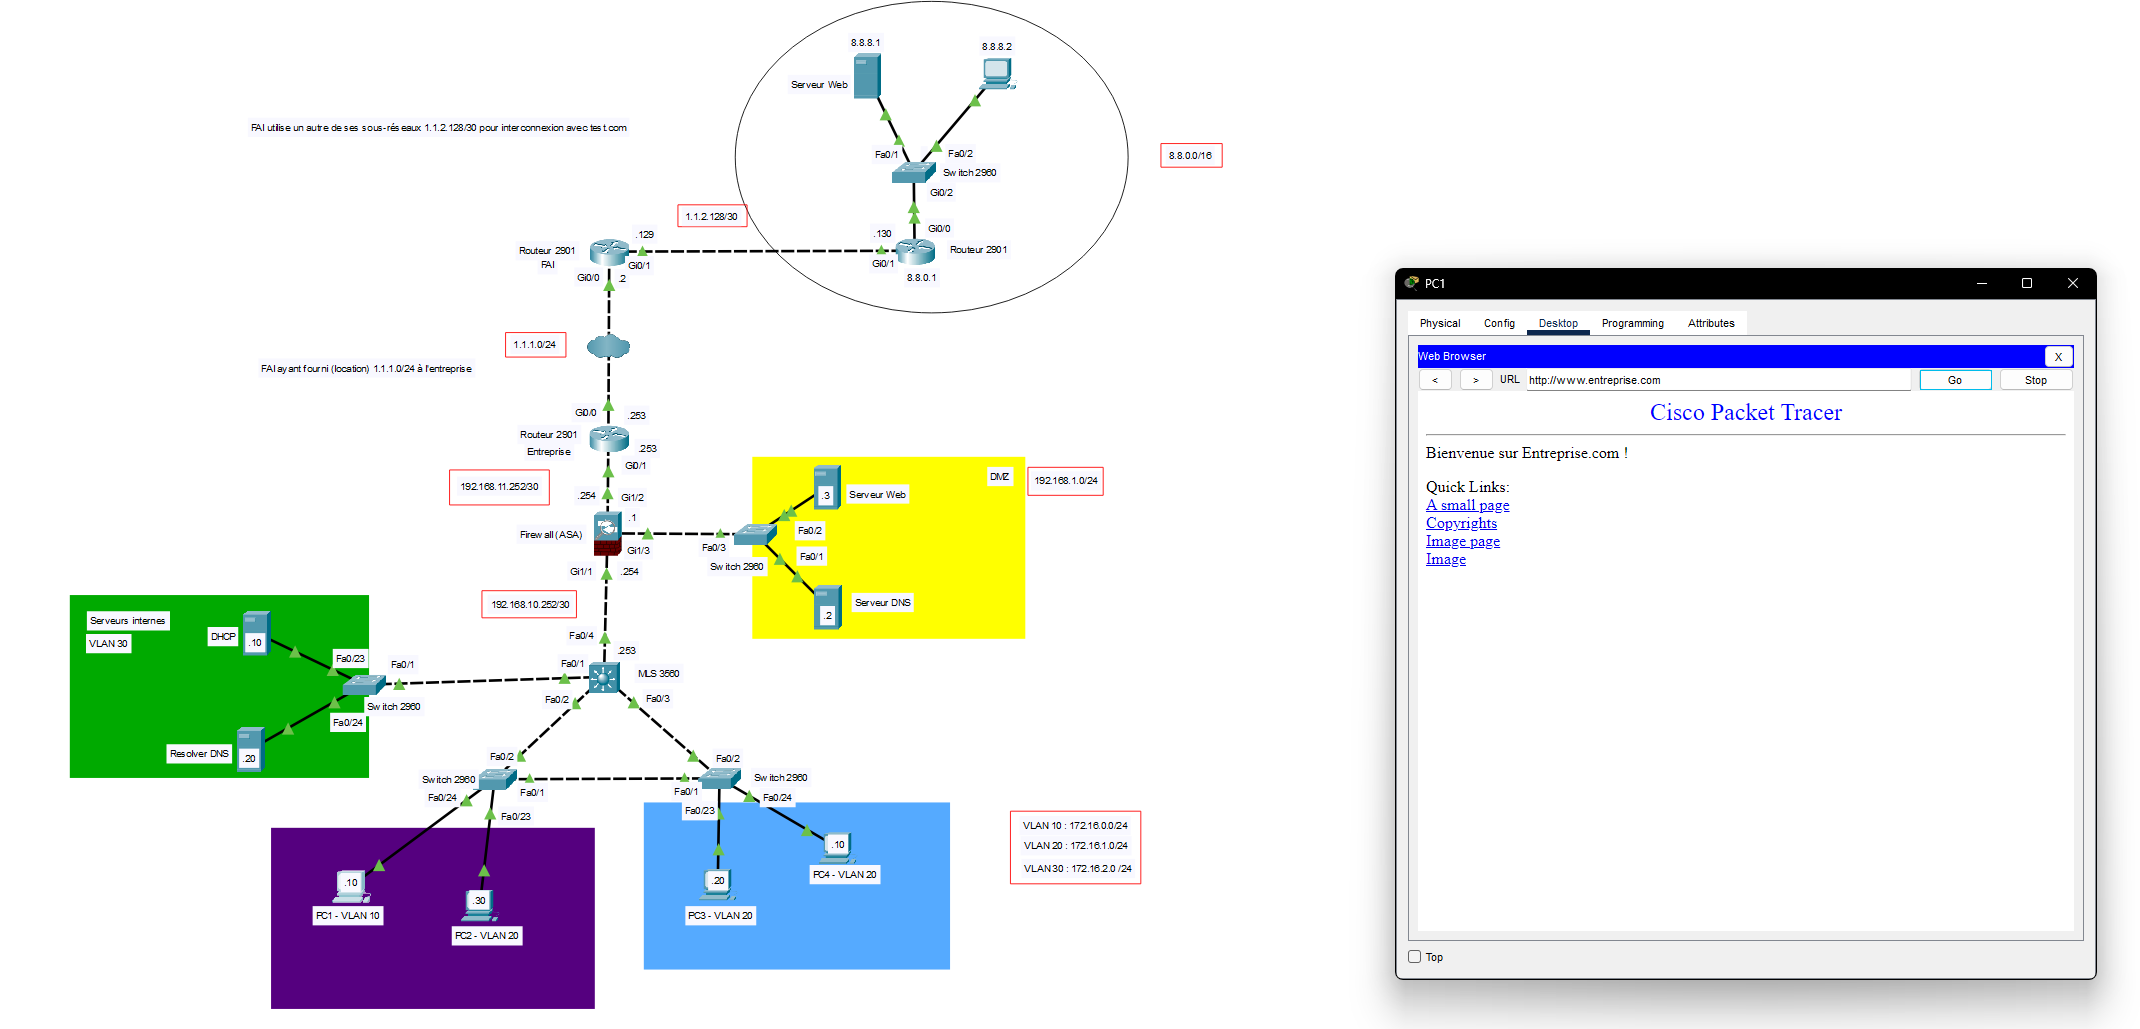 8.8.8.1
8.8.8.2
Serveur Web
FAI utilise un autre de ses sous-réseaux 1.1.2.128/30 pour interconnexion avec test.com
Fa0/1
Fa0/2
8.8.0.0/16
Switch 2960
Gi0/2
1.1.2.128/30
.129
.130
Gi0/0
Routeur 2901
FAI
Gi0/1
Gi0/1
Routeur 2901
Gi0/0
.2
8.8.0.1
1.1.1.0/24
FAI ayant fourni (location) 1.1.1.0/24 à l'entreprise
Gi0/0
.253
Routeur 2901
Entreprise
.253
Gi0/1
192.168.11.252/30
.254
Gi1/2
DMZ
192.168.1.0/24
.3
Serveur Web
.1
Firewall (ASA)
Fa0/2
Fa0/3
Gi1/3
Fa0/1
Switch 2960
Gi1/1
.254
192.168.10.252/30
Serveur DNS
.2
Serveurs internes
VLAN 30
DHCP
.10
Fa0/4
.253
Fa0/23
Fa0/1
Fa0/1
MLS 3560
Fa0/2
Fa0/3
Switch 2960
Fa0/24
Resolver DNS
.20
Fa0/2
Fa0/2
Switch 2960
Switch 2960
Fa0/24
Fa0/1
Fa0/1
Fa0/24
Fa0/23
Fa0/23
.10
PC1 - VLAN 10
.30
PC2 - VLAN 20
.20
PC3 - VLAN 20
.10
PC4 - VLAN 20
VLAN 10 : 172.16.0.0/24
VLAN 20 : 172.16.1.0/24
VLAN 30 : 172.16.2.0 /24
PC1
Physical Config Desktop Programming Attributes
Web Browser X
< > URL http://www.entreprise.com Go Stop
Cisco Packet Tracer
Bienvenue sur Entreprise.com !
Quick Links:
A small page
Copyrights
Image page
Image
Top